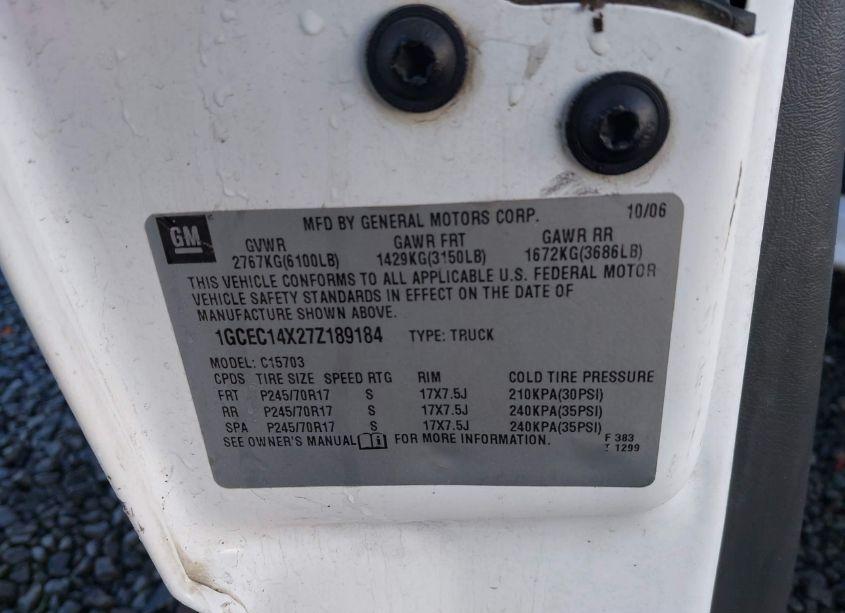 GM MFD BY GENERAL MOTORS CORP. 10/06
GVWR GAWR FRT GAWR RR
2767KG(6100LB) 1429KG(3150LB) 1672KG(3686LB)
THIS VEHICLE CONFORMS TO ALL APPLICABLE U.S. FEDERAL MOTOR
VEHICLE SAFETY STANDARDS IN EFFECT ON THE DATE OF
MANUFACTURE SHOWN ABOVE.
1GCEC14X27Z189184 TYPE: TRUCK
MODEL: C15703
CPDS TIRE SIZE SPEED RTG RIM COLD TIRE PRESSURE
FRT P245/70R17 S 17X7.5J 210KPA(30PSI)
RR P245/70R17 S 17X7.5J 240KPA(35PSI)
SPA P245/70R17 S 17X7.5J 240KPA(35PSI)
SEE OWNER'S MANUAL FOR MORE INFORMATION.
F 383
T 1299